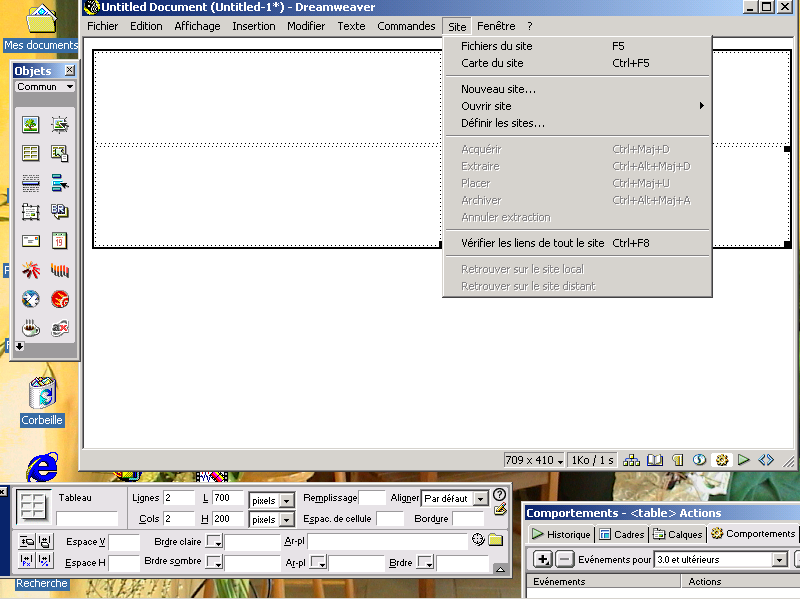 Untitled Document (Untitled-1*) - Dreamweaver
Fichier Edition Affichage Insertion Modifier Texte Commandes Site Fenêtre ?
Mes documents
Objets
Commun
Fichiers du site F5
Carte du site Ctrl+F5
Nouveau site...
Ouvrir site
Définir les sites...
Acquérir Ctrl+Maj+D
Extraire Ctrl+Alt+Maj+D
Placer Ctrl+Maj+U
Archiver Ctrl+Alt+Maj+A
Annuler extraction
Vérifier les liens de tout le site Ctrl+F8
Retrouver sur le site local
Retrouver sur le site distant
Corbeille
709 x 410 1Ko / 1 s
Tableau Lignes 2 L 700 pixels Remplissage Aligner Par défaut
Cols 2 H 200 pixels Espac. de cellule Bordure
Espace V Brdre claire Ar-pl
Espace H Brdre sombre Ar-pl Brdre
Recherche
Comportements - <table> Actions
Historique Cadres Calques Comportements
Evénements pour 3.0 et ultérieurs
Evénements Actions